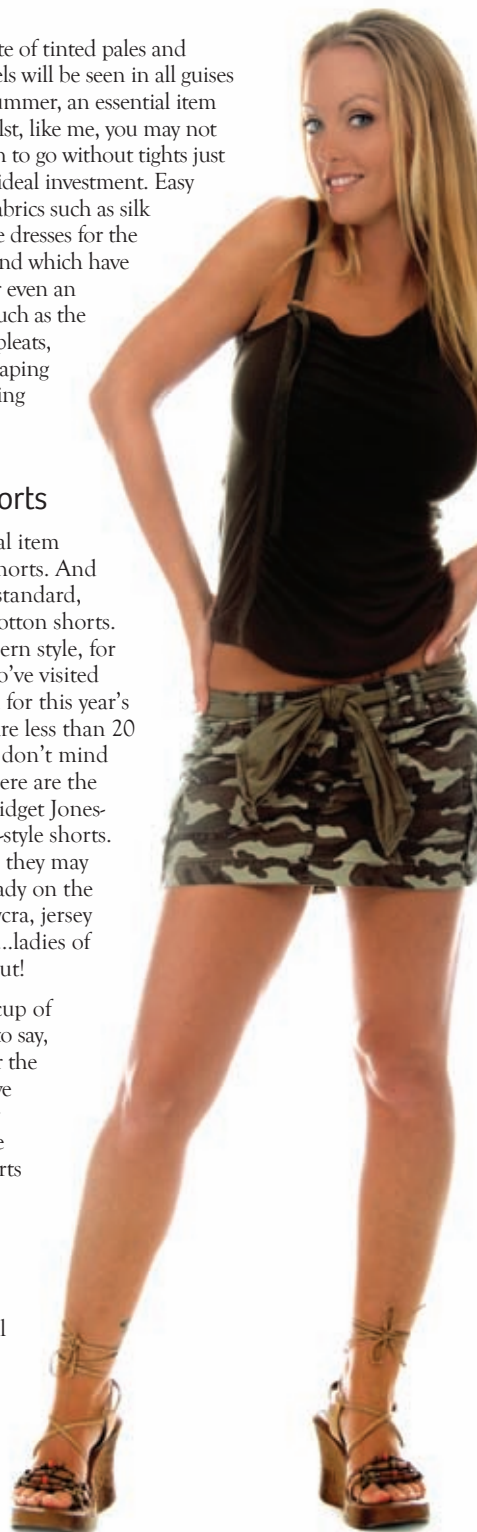 te of tinted pales and
els will be seen in all guises
ummer, an essential item
lst, like me, you may not
n to go without tights just
ideal investment. Easy
abrics such as silk
e dresses for the
nd which have
r even an
uch as the
pleats,
aping
ing
orts
al item
horts. And
standard,
otton shorts.
ern style, for
o've visited
for this year's
re less than 20
don't mind
ere are the
idget Jones-
-style shorts.
they may
ady on the
ycra, jersey
...ladies of
ut!
cup of
to say,
r the
ve
e
rts
l